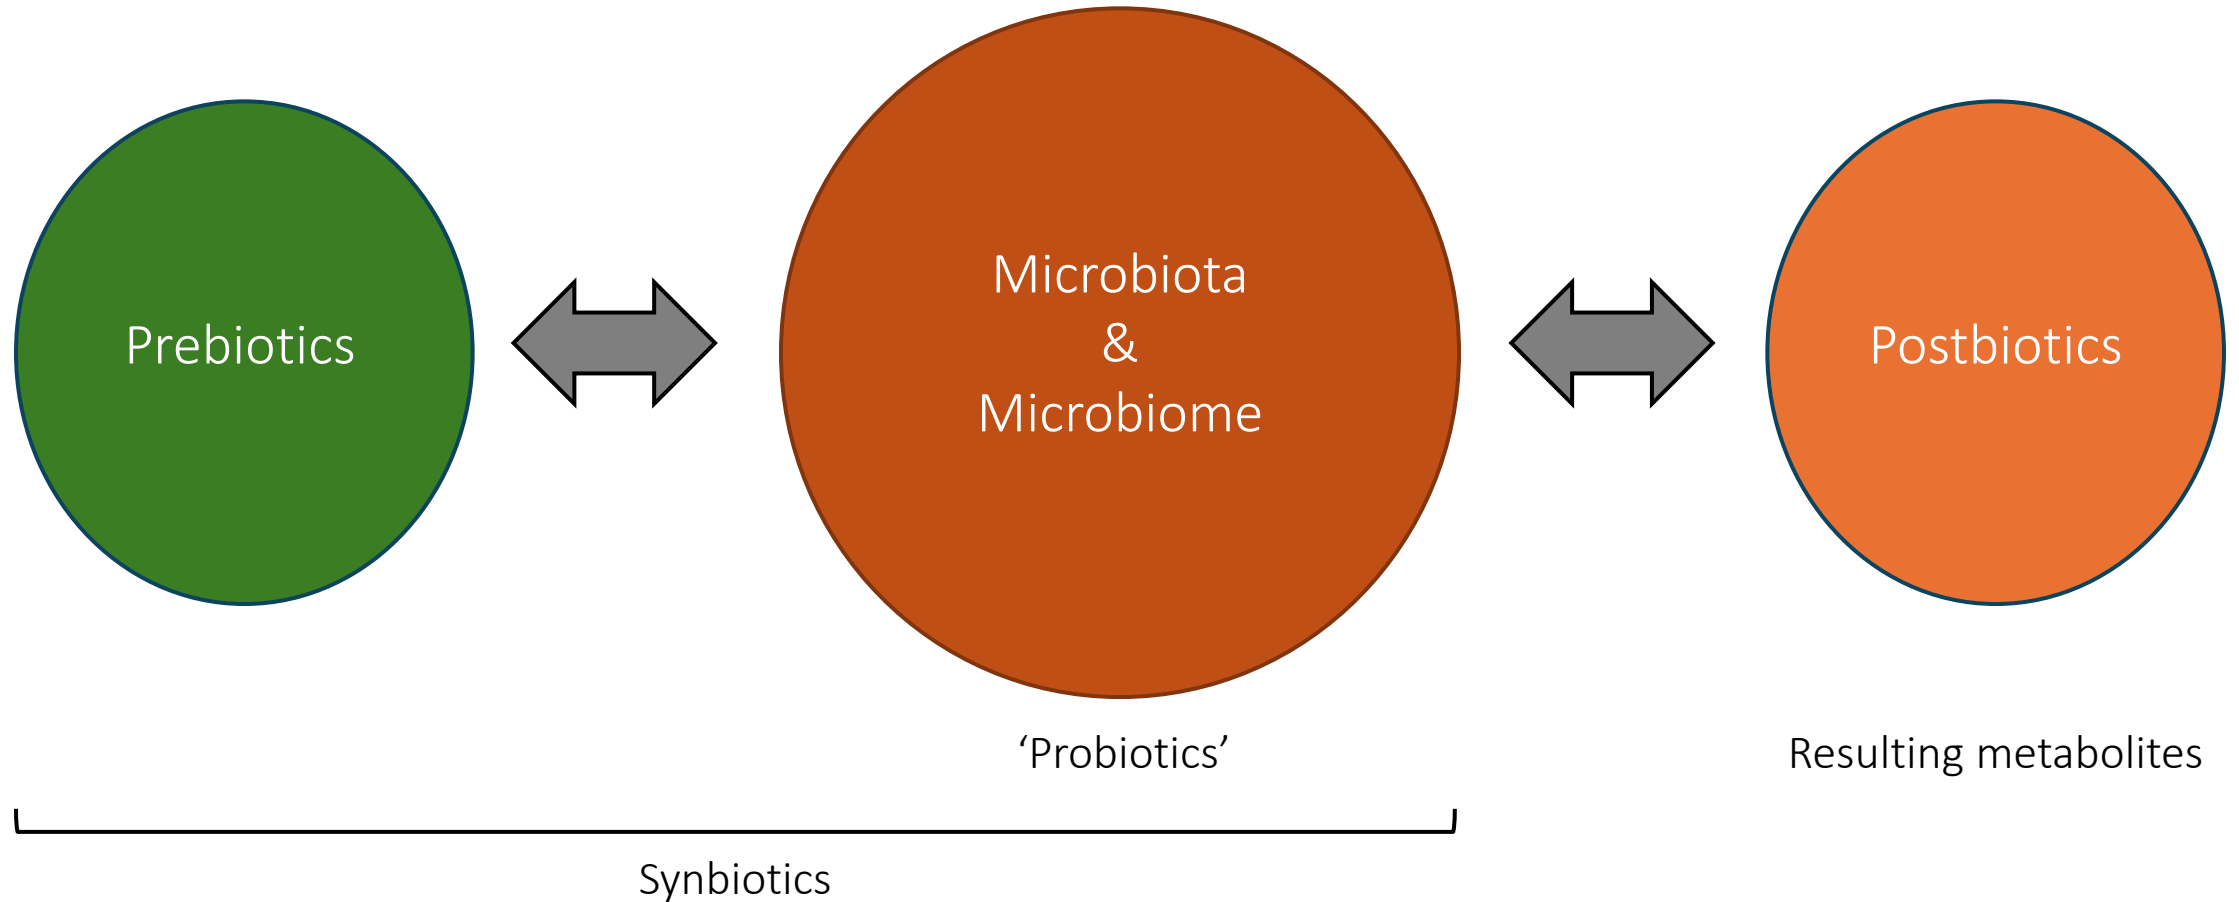 Prebiotics
Microbiota
&
Microbiome
Postbiotics
‘Probiotics’
Resulting metabolites
Synbiotics